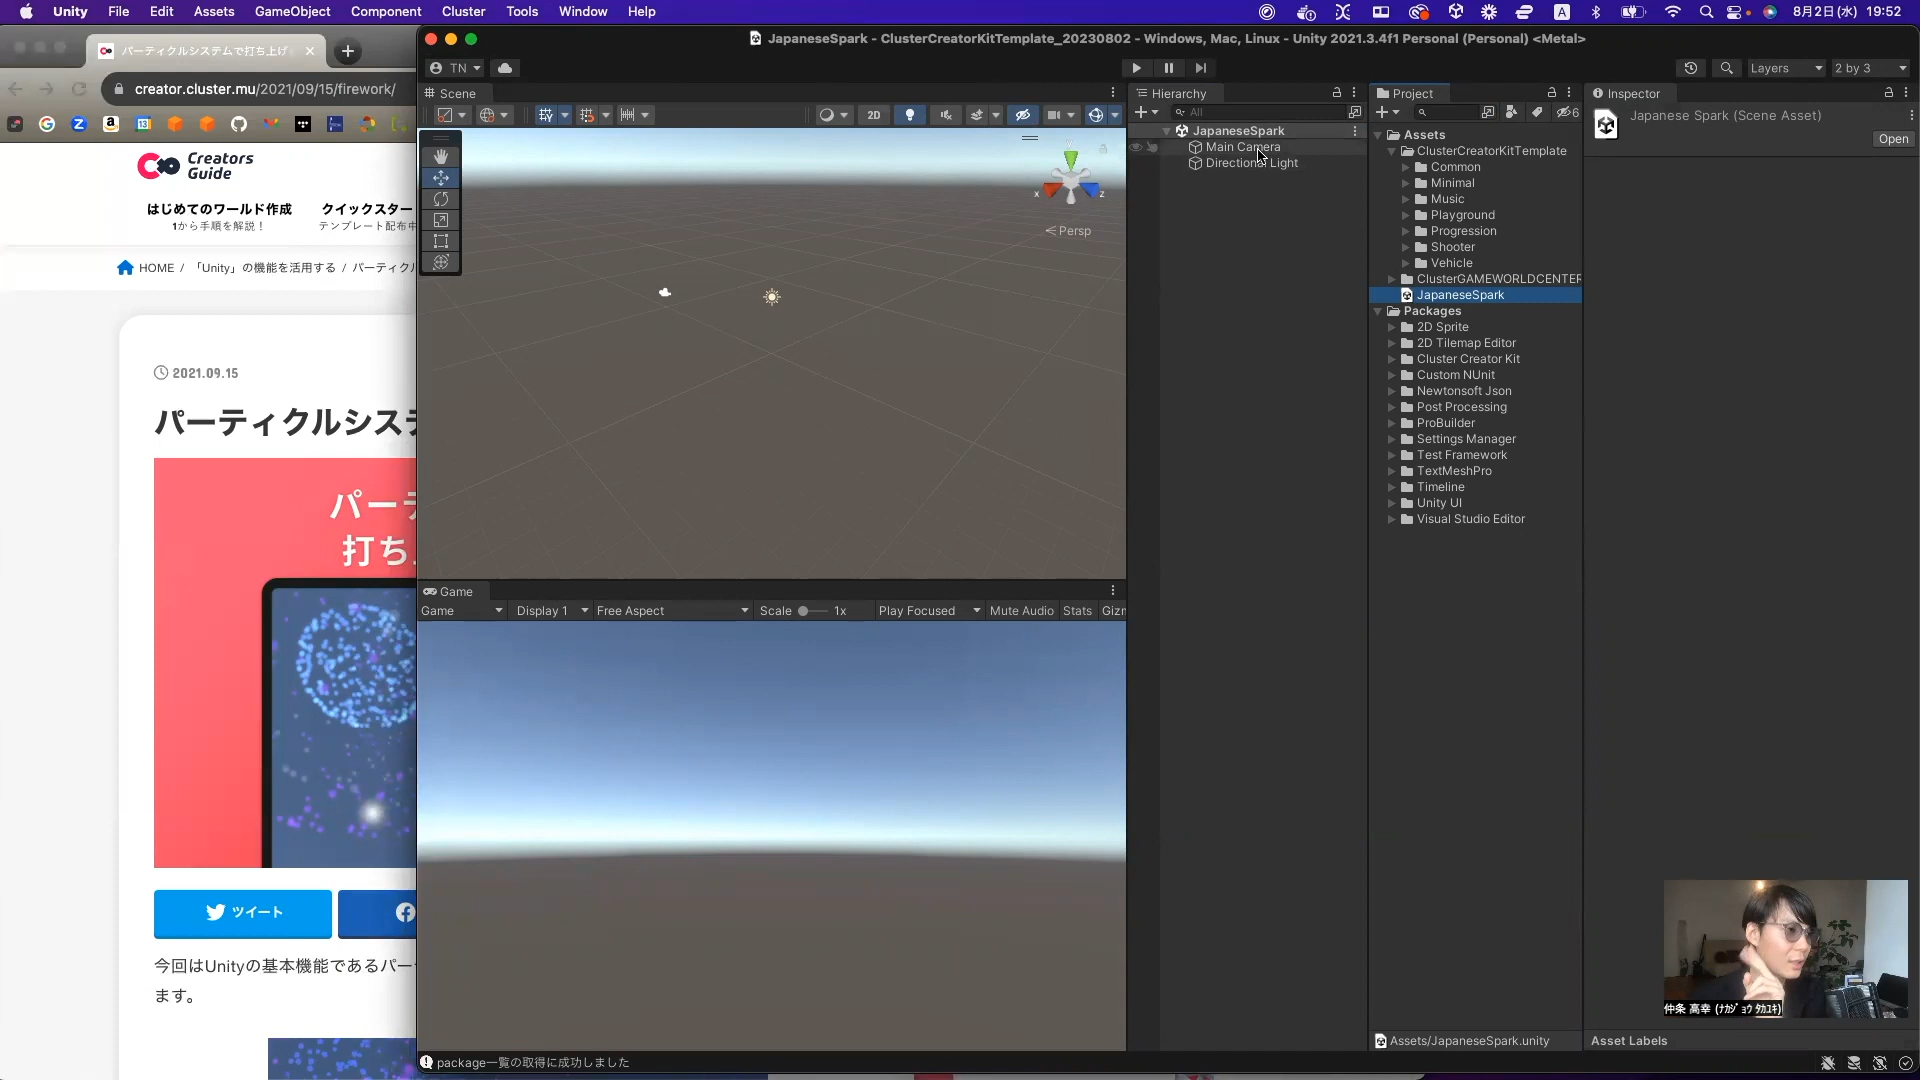 Unity File Edit Assets GameObject Component Cluster Tools Window Help
A 8月2日(水) 19:52
パーティクルシステムで打ち上げ
creator.cluster.mu/2021/09/15/firework/
Creators
Guide
はじめてのワールド作成
1から手順を解説！
クイックスター
テンプレート配布中
HOME / 「Unity」の機能を活用する / パーティクル
2021.09.15
パーティクルシステ
パーテ
打ち
ツイート
今回はUnityの基本機能であるパー
ます。
JapaneseSpark - ClusterCreatorKitTemplate_20230802 - Windows, Mac, Linux - Unity 2021.3.4f1 Personal (Personal) <Metal>
TN
Layers
2 by 3
Scene
2D
Persp
Game
Game Display 1 Free Aspect Scale 1x Play Focused Mute Audio Stats Gizm
Hierarchy
All
JapaneseSpark
Main Camera
Directional Light
Project
6
Assets
ClusterCreatorKitTemplate
Common
Minimal
Music
Playground
Progression
Shooter
Vehicle
ClusterGAMEWORLDCENTER
JapaneseSpark
Packages
2D Sprite
2D Tilemap Editor
Cluster Creator Kit
Custom NUnit
Newtonsoft Json
Post Processing
ProBuilder
Settings Manager
Test Framework
TextMeshPro
Timeline
Unity UI
Visual Studio Editor
Assets/JapaneseSpark.unity
Inspector
Japanese Spark (Scene Asset)
Open
仲条 高幸 (ﾅｶｼﾞｮｳ ﾀｶﾕｷ)
Asset Labels
package一覧の取得に成功しました